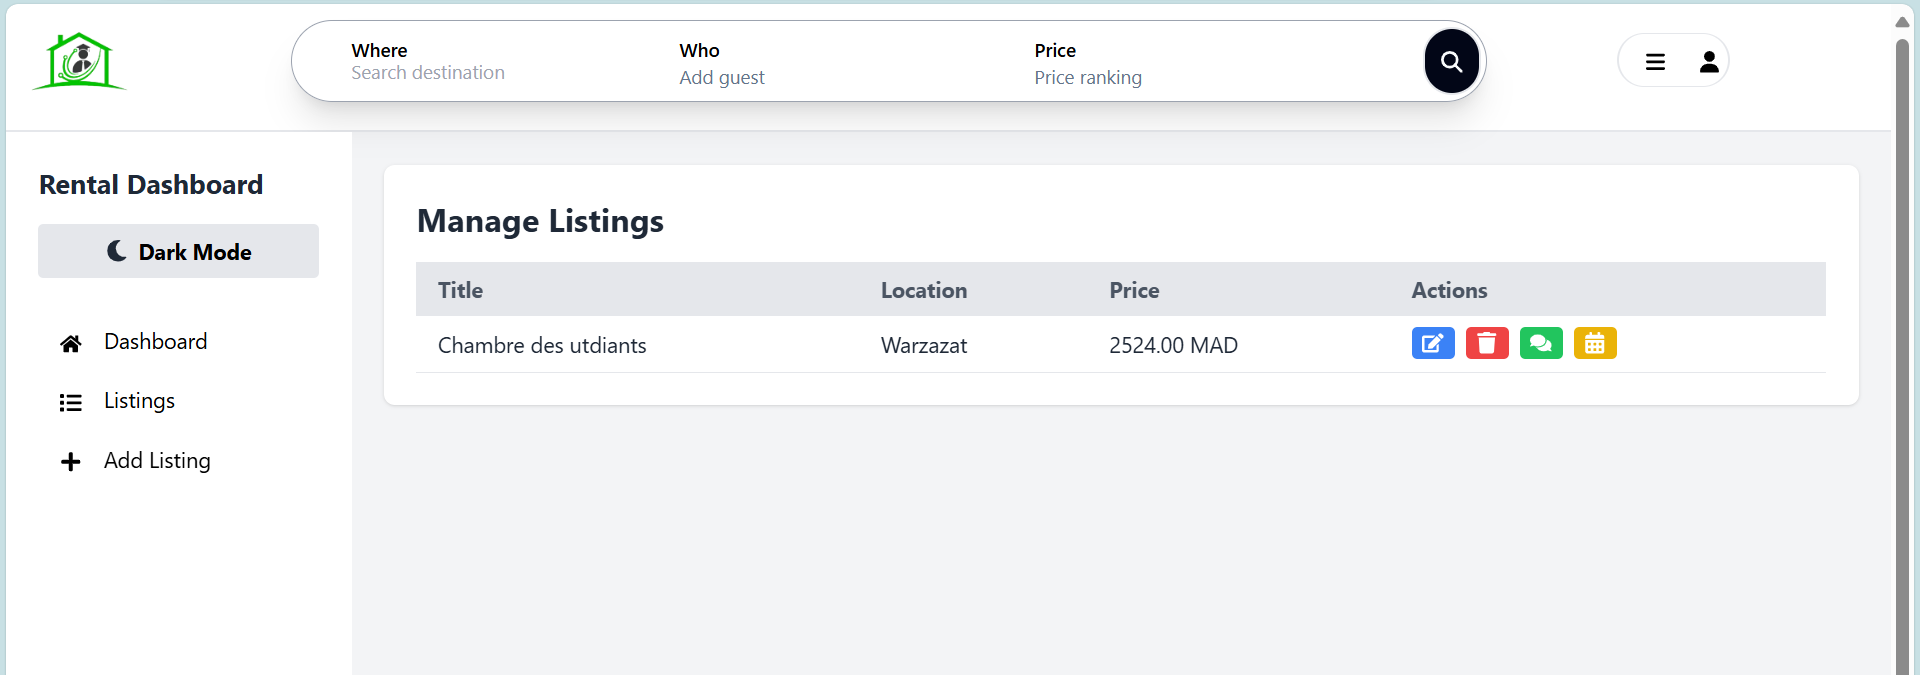 Where Who Price
Search destination Add guest Price ranking
Rental Dashboard
Dark Mode
Dashboard
Listings
Add Listing
Manage Listings
Title Location Price Actions
Chambre des utdiants Warzazat 2524.00 MAD